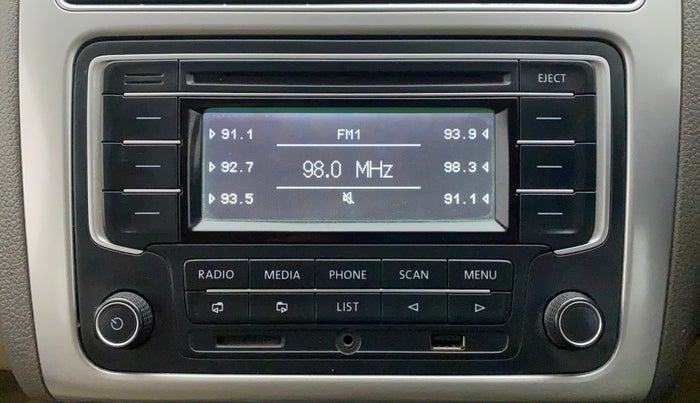 EJECT
91.1 FM1 93.9
92.7 98.0 MHz 98.3
93.5 91.1
RADIO MEDIA PHONE SCAN MENU
LIST